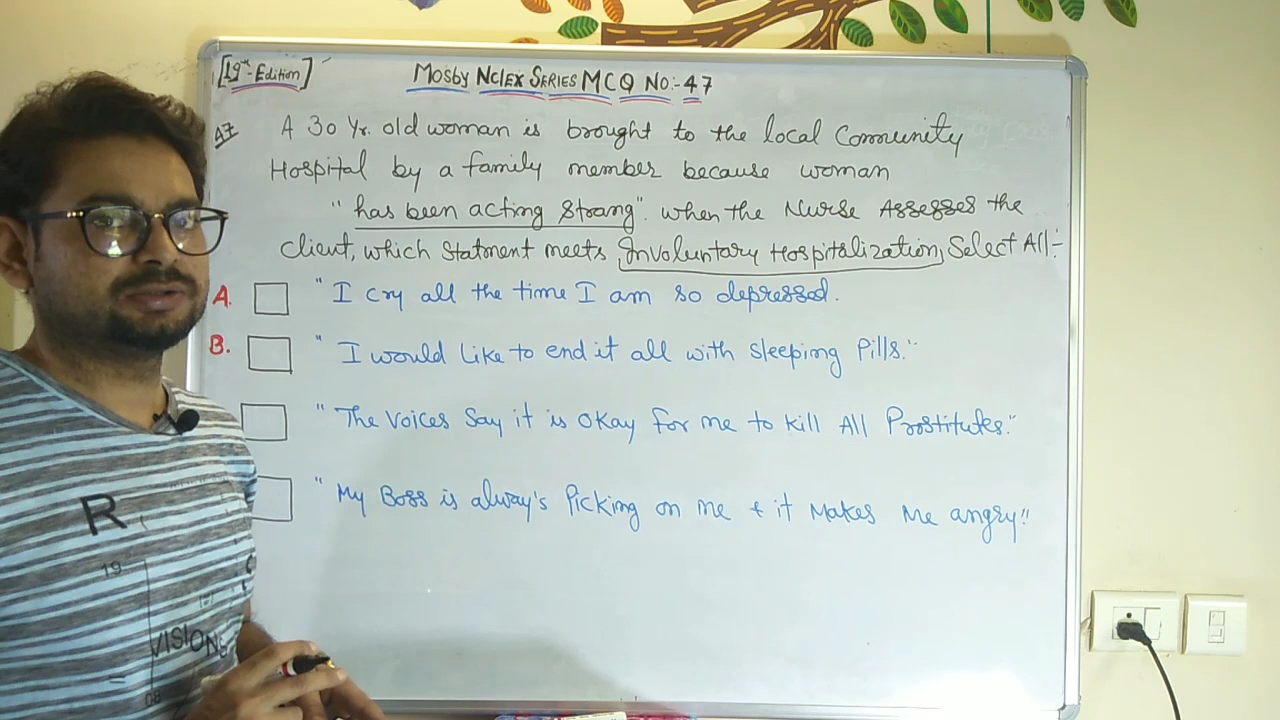 [19th-Edition]
Mosby NCLEX Series MCQ No:-47
47 A 30 Yr. old woman is brought to the local Community
Hospital by a family member because woman
"has been acting Strang". When the Nurse Assesses the
client, which Statment meets Involuntary Hospitalization, Select All:-
A. "I cry all the time I am so depressed.
B. "I would like to end it all with sleeping Pills."
"The Voices Say it is Okay for me to kill All Prostitutes."
"My Boss is always's Picking on me & it Makes Me angry"
R
19
VISIONS
08